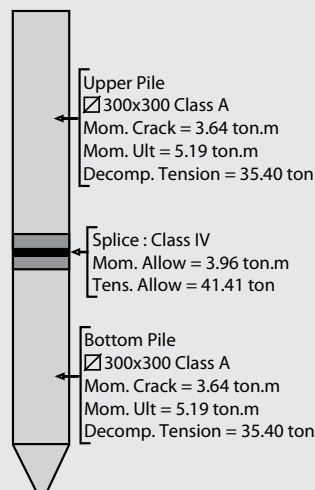 Upper Pile
300x300 Class A
Mom. Crack = 3.64 ton.m
Mom. Ult = 5.19 ton.m
Decomp. Tension = 35.40 ton
Splice : Class IV
Mom. Allow = 3.96 ton.m
Tens. Allow = 41.41 ton
Bottom Pile
300x300 Class A
Mom. Crack = 3.64 ton.m
Mom. Ult = 5.19 ton.m
Decomp. Tension = 35.40 ton